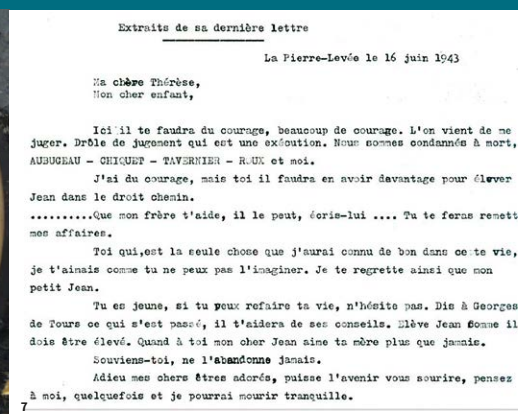 Extraits de sa dernière lettre
La Pierre-Levée le 16 juin 1943
Ma chère Thérèse,
Mon cher enfant,
Ici il te faudra du courage, beaucoup de courage. L'on vient de me
juger. Drôle de jugement qui est une exécution. Nous sommes condannés à mort,
AUBUGEAU - CHIQUET - TAVERNIER - ROUX et moi.
J'ai du courage, mais toi il faudra en avoir davantage pour élever
Jean dans le droit chemin.
..........Que mon frère t'aide, il le peut, écris-lui .... Tu te feras remett
mes affaires.
Toi qui,est la seule chose que j'aurai connu de bon dans ce te vie,
je t'aimais comme tu ne peux pas l'imaginer. Je te regrette ainsi que mon
petit Jean.
Tu es jeune, si tu peux refaire ta vie, n'hésite pas. Dis à Georges
de Tours ce qui s'est passé, il t'aidera de ses conseils. Elève Jean comme il
dois être élevé. Quand à toi mon cher Jean aime ta mère plus que jamais.
Souviens-toi, ne l'abandonne jamais.
Adieu mes chers êtres adorés, puisse l'avenir vous sourire, pensez
à moi, quelquefois et je pourrai mourir tranquille.
7